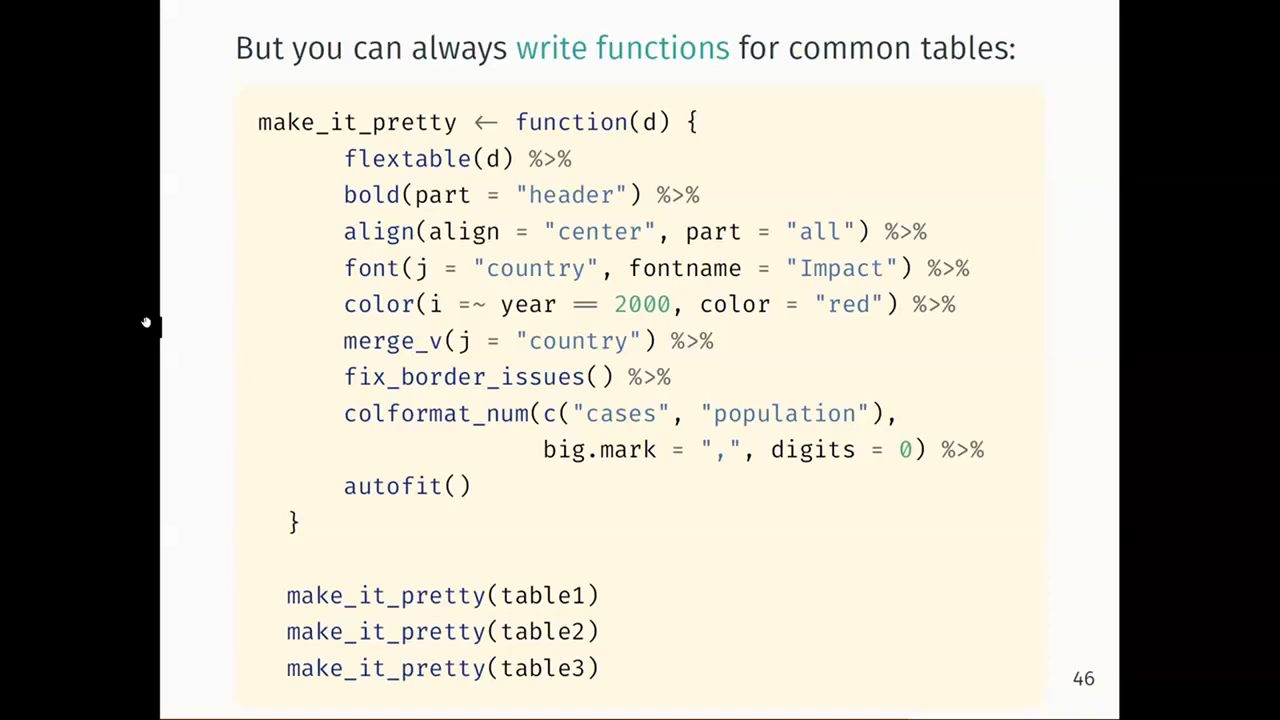 But you can always write functions for common tables:
make_it_pretty ← function(d) {
flextable(d) %>%
bold(part = "header") %>%
align(align = "center", part = "all") %>%
font(j = "country", fontname = "Impact") %>%
color(i =~ year == 2000, color = "red") %>%
merge_v(j = "country") %>%
fix_border_issues() %>%
colformat_num(c("cases", "population"),
big.mark = ",", digits = 0) %>%
autofit()
}
make_it_pretty(table1)
make_it_pretty(table2)
make_it_pretty(table3)
46